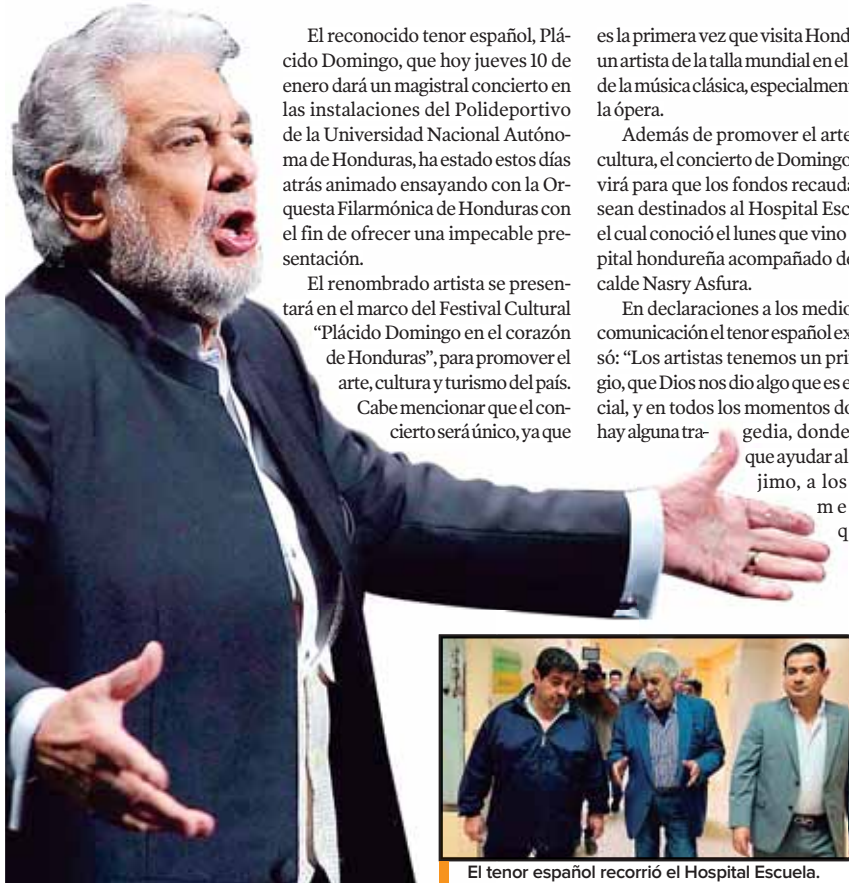 El reconocido tenor español, Plá-
cido Domingo, que hoy jueves 10 de
enero dará un magistral concierto en
las instalaciones del Polideportivo
de la Universidad Nacional Autóno-
ma de Honduras, ha estado estos días
atrás animado ensayando con la Or-
questa Filarmónica de Honduras con
el fin de ofrecer una impecable pre-
sentación.
El renombrado artista se presen-
tará en el marco del Festival Cultural
“Plácido Domingo en el corazón
de Honduras”, para promover el
arte, cultura y turismo del país.
Cabe mencionar que el con-
cierto será único, ya que
es la primera vez que visita Hond
un artista de la talla mundial en el
de la música clásica, especialmen
la ópera.
Además de promover el arte
cultura, el concierto de Domingo
virá para que los fondos recauda
sean destinados al Hospital Esc
el cual conoció el lunes que vino
pital hondureña acompañado de
calde Nasry Asfura.
En declaraciones a los medio
comunicación el tenor español ex
só: “Los artistas tenemos un pri
gio, que Dios nos dio algo que es e
cial, y en todos los momentos do
hay alguna tra- gedia, donde
que ayudar al
jimo, a los
me
q
El tenor español recorrió el Hospital Escuela.